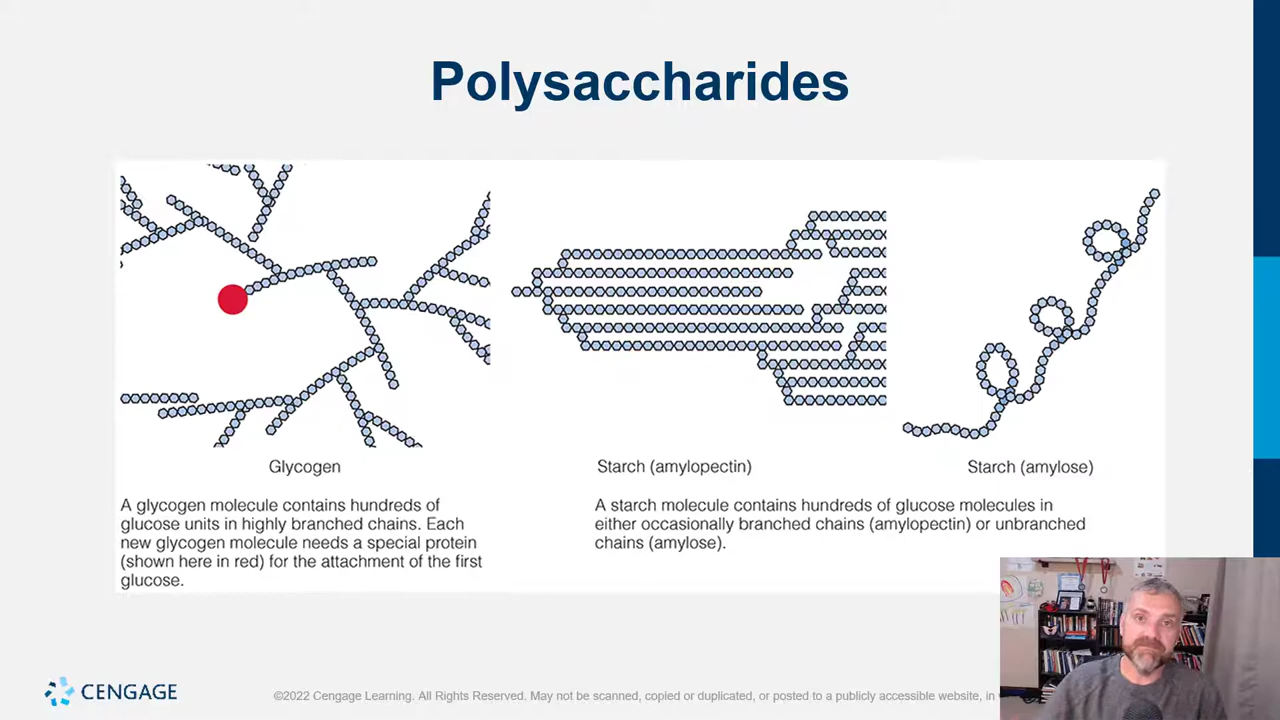 Polysaccharides
Glycogen
A glycogen molecule contains hundreds of
glucose units in highly branched chains. Each
new glycogen molecule needs a special protein
(shown here in red) for the attachment of the first
glucose.
Starch (amylopectin)
Starch (amylose)
A starch molecule contains hundreds of glucose molecules in
either occasionally branched chains (amylopectin) or unbranched
chains (amylose).
CENGAGE
©2022 Cengage Learning. All Rights Reserved. May not be scanned, copied or duplicated, or posted to a publicly accessible website, in